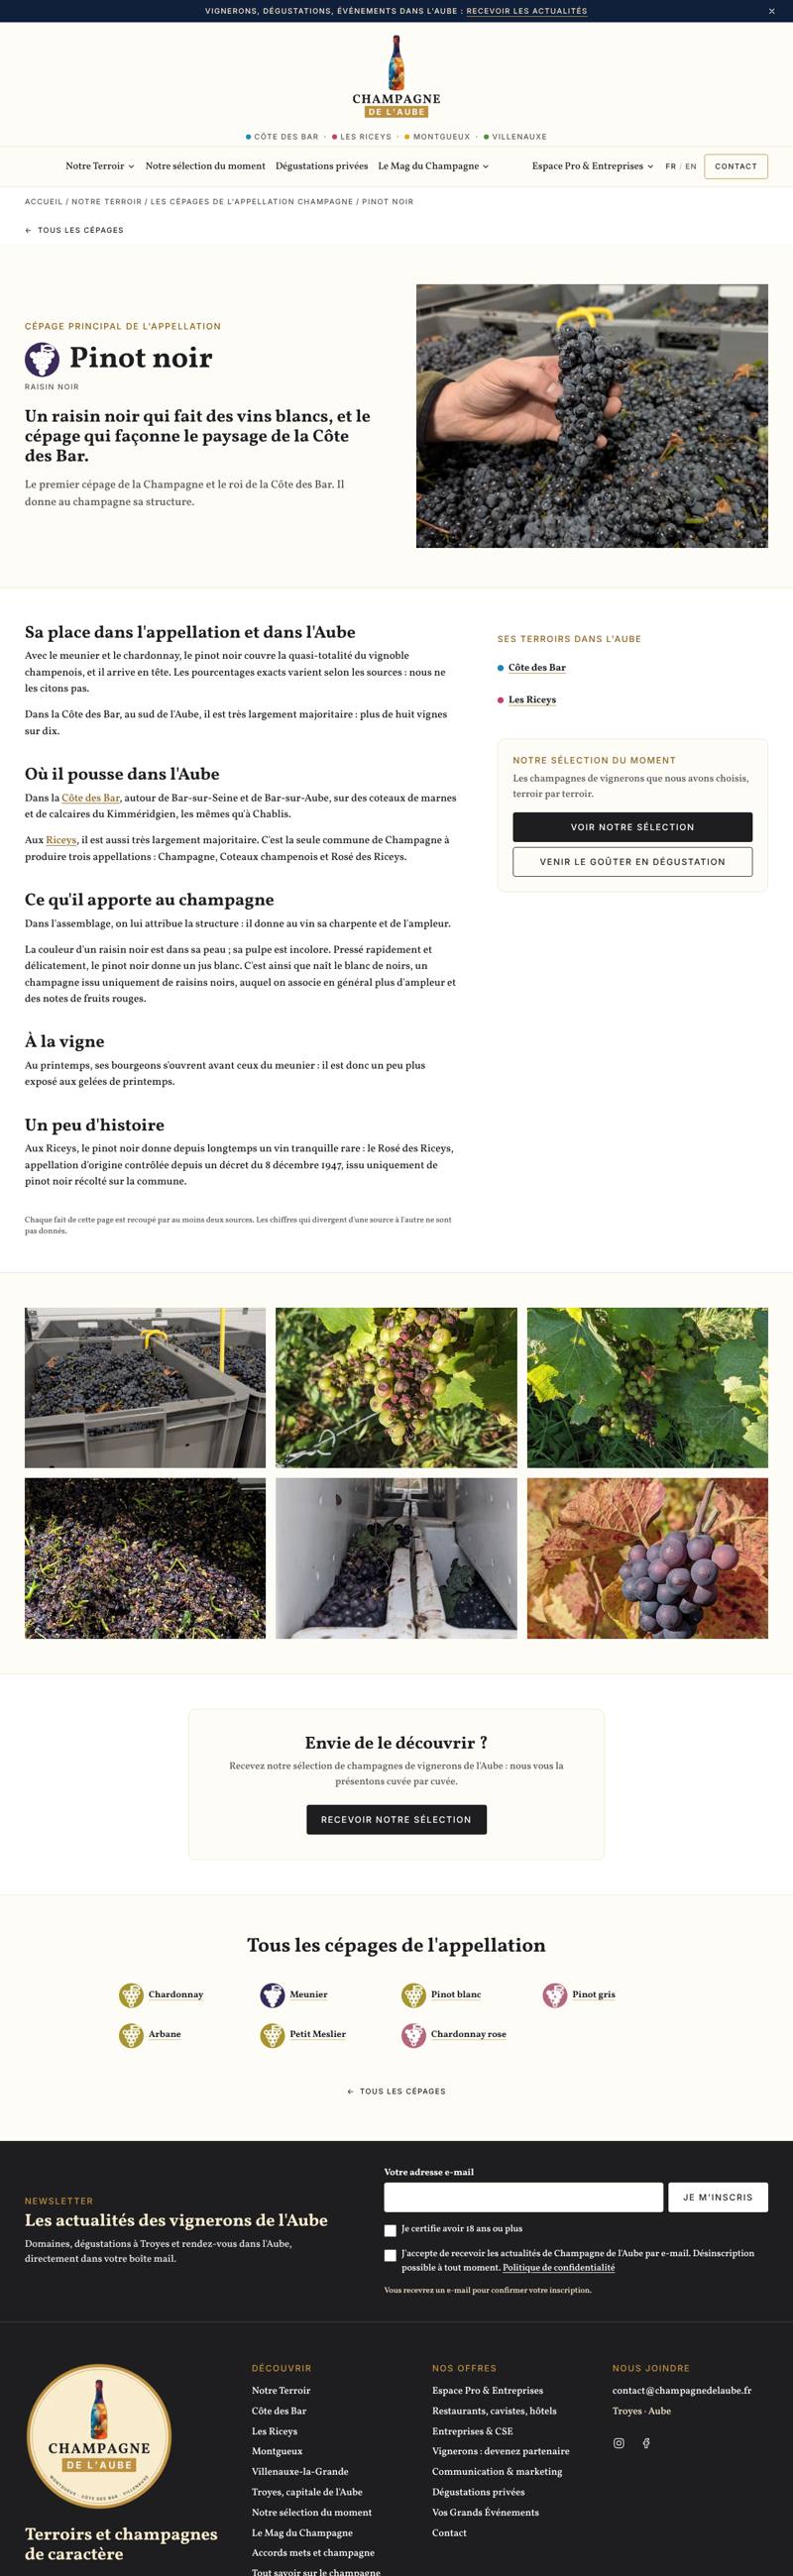 VIGNERONS, DÉGUSTATIONS, ÉVÉNEMENTS DANS L'AUBE : RECEVOIR LES ACTUALITÉS ×
CHAMPAGNE
DE L'AUBE
CÔTE DES BAR · LES RICEYS · MONTGUEUX · VILLENAUXE
Notre Terroir Notre sélection du moment Dégustations privées Le Mag du Champagne Espace Pro & Entreprises FR / EN CONTACT
ACCUEIL / NOTRE TERROIR / LES CÉPAGES DE L'APPELLATION CHAMPAGNE / PINOT NOIR
← TOUS LES CÉPAGES
CÉPAGE PRINCIPAL DE L'APPELLATION
Pinot noir
RAISIN NOIR
Un raisin noir qui fait des vins blancs, et le
cépage qui façonne le paysage de la Côte
des Bar.
Le premier cépage de la Champagne et le roi de la Côte des Bar. Il
donne au champagne sa structure.
Sa place dans l'appellation et dans l'Aube
Avec le meunier et le chardonnay, le pinot noir couvre la quasi-totalité du vignoble
champenois, et il arrive en tête. Les pourcentages exacts varient selon les sources : nous ne
les citons pas.
Dans la Côte des Bar, au sud de l'Aube, il est très largement majoritaire : plus de huit vignes
sur dix.
Où il pousse dans l'Aube
Dans la Côte des Bar, autour de Bar-sur-Seine et de Bar-sur-Aube, sur des coteaux de marnes
et de calcaires du Kimméridgien, les mêmes qu'à Chablis.
Aux Riceys, il est aussi très largement majoritaire. C'est la seule commune de Champagne à
produire trois appellations : Champagne, Coteaux champenois et Rosé des Riceys.
Ce qu'il apporte au champagne
Dans l'assemblage, on lui attribue la structure : il donne au vin sa charpente et de l'ampleur.
La couleur d'un raisin noir est dans sa peau ; sa pulpe est incolore. Pressé rapidement et
délicatement, le pinot noir donne un jus blanc. C'est ainsi que naît le blanc de noirs, un
champagne issu uniquement de raisins noirs, auquel on associe en général plus d'ampleur et
des notes de fruits rouges.
À la vigne
Au printemps, ses bourgeons s'ouvrent avant ceux du meunier : il est donc un peu plus
exposé aux gelées de printemps.
Un peu d'histoire
Aux Riceys, le pinot noir donne depuis longtemps un vin tranquille rare : le Rosé des Riceys,
appellation d'origine contrôlée depuis un décret du 8 décembre 1947, issu uniquement de
pinot noir récolté sur la commune.
Chaque fait de cette page est recoupé par au moins deux sources. Les chiffres qui divergent d'une source à l'autre ne sont
pas donnés.
SES TERROIRS DANS L'AUBE
Côte des Bar
Les Riceys
NOTRE SÉLECTION DU MOMENT
Les champagnes de vignerons que nous avons choisis,
terroir par terroir.
VOIR NOTRE SÉLECTION
VENIR LE GOÛTER EN DÉGUSTATION
Envie de le découvrir ?
Recevez notre sélection de champagnes de vignerons de l'Aube : nous vous la
présentons cuvée par cuvée.
RECEVOIR NOTRE SÉLECTION
Tous les cépages de l'appellation
Chardonnay Meunier Pinot blanc Pinot gris
Arbane Petit Meslier Chardonnay rose
← TOUS LES CÉPAGES
NEWSLETTER
Les actualités des vignerons de l'Aube
Domaines, dégustations à Troyes et rendez-vous dans l'Aube,
directement dans votre boîte mail.
Votre adresse e-mail
JE M'INSCRIS
Je certifie avoir 18 ans ou plus
J'accepte de recevoir les actualités de Champagne de l'Aube par e-mail. Désinscription
possible à tout moment. Politique de confidentialité
Vous recevrez un e-mail pour confirmer votre inscription.
CHAMPAGNE
DE L'AUBE
MONTGUEUX · CÔTE DES BAR · VILLENAUXE
Terroirs et champagnes
de caractère
DÉCOUVRIR
Notre Terroir
Côte des Bar
Les Riceys
Montgueux
Villenauxe-la-Grande
Troyes, capitale de l'Aube
Notre sélection du moment
Le Mag du Champagne
Accords mets et champagne
Tout savoir sur le champagne
NOS OFFRES
Espace Pro & Entreprises
Restaurants, cavistes, hôtels
Entreprises & CSE
Vignerons : devenez partenaire
Communication & marketing
Dégustations privées
Vos Grands Événements
Contact
NOUS JOINDRE
contact@champagnedelaube.fr
Troyes · Aube